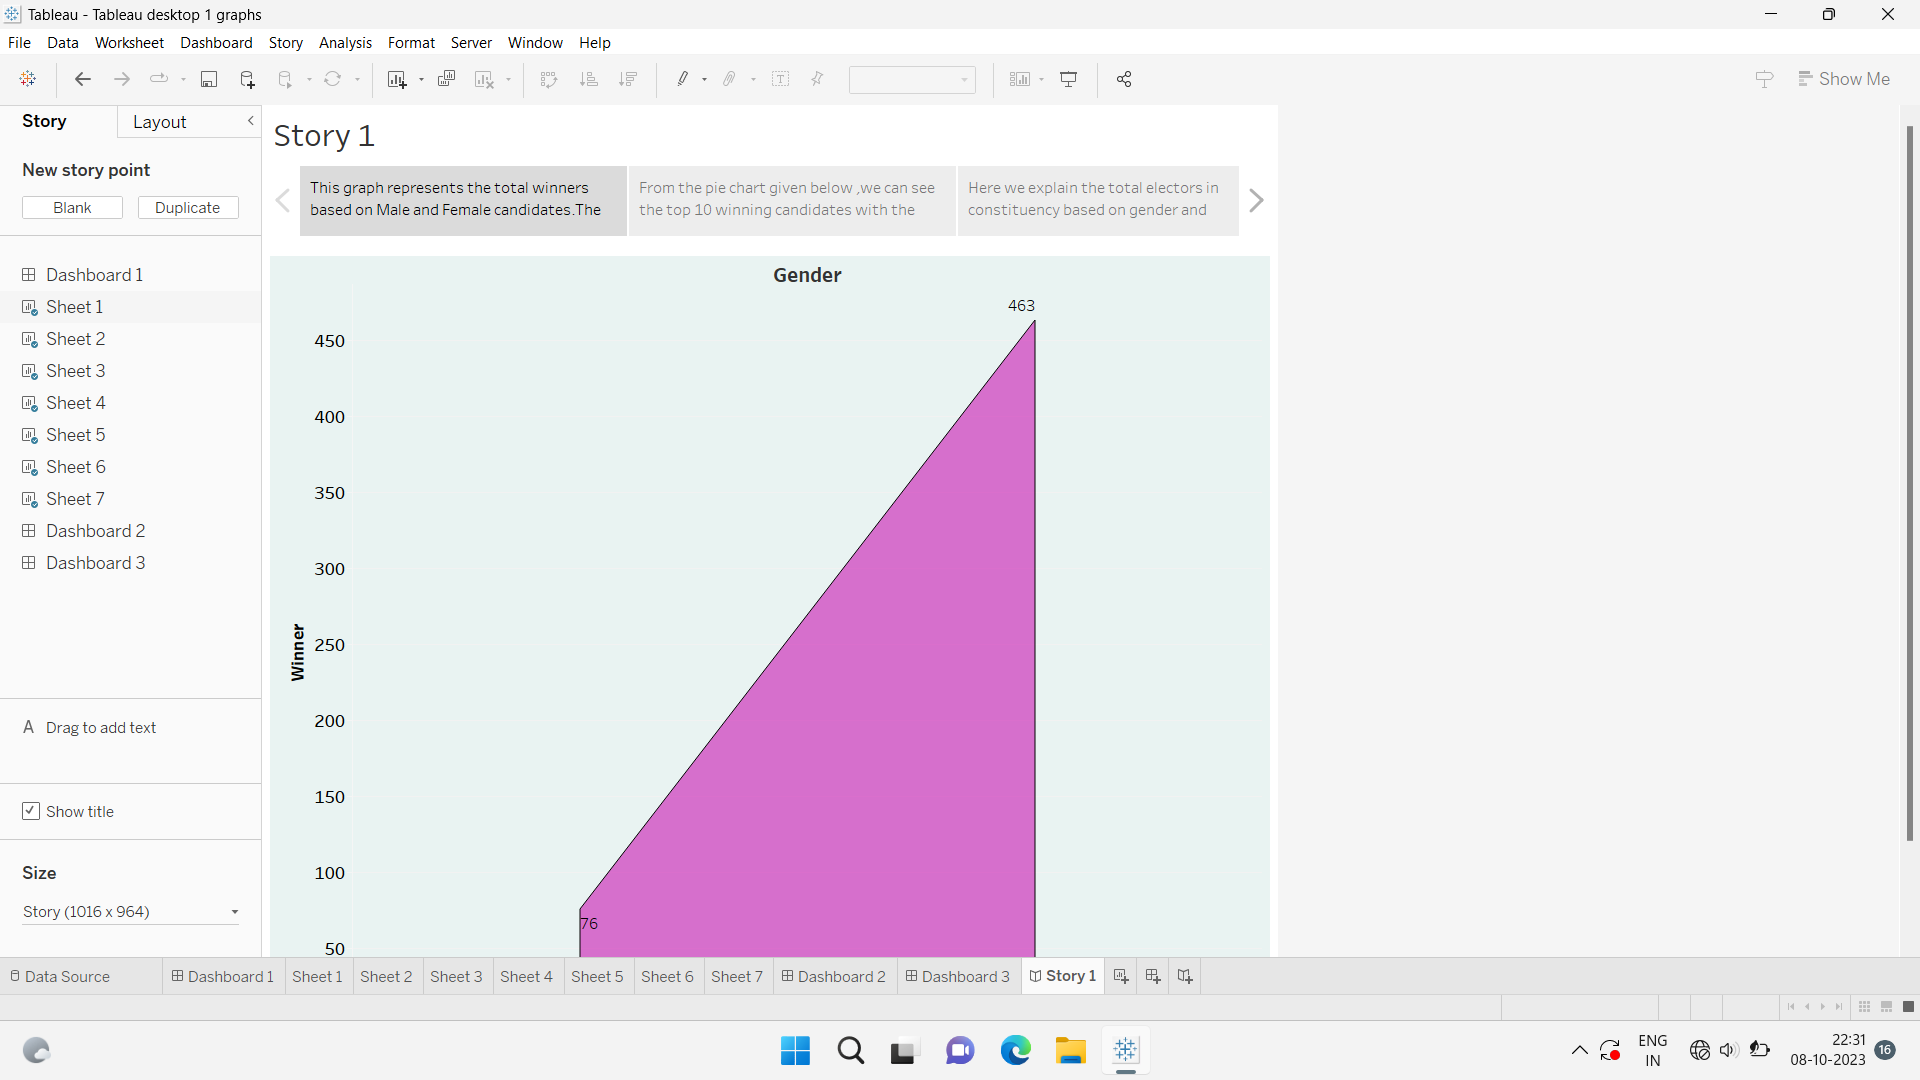 Tableau - Tableau desktop 1 graphs
File Data Worksheet Dashboard Story Analysis Format Server Window Help
Show Me
Story Layout
New story point
Blank Duplicate
Dashboard 1
Sheet 1
Sheet 2
Sheet 3
Sheet 4
Sheet 5
Sheet 6
Sheet 7
Dashboard 2
Dashboard 3
A Drag to add text
Show title
Size
Story (1016 x 964)
Story 1
This graph represents the total winners
based on Male and Female candidates.The
From the pie chart given below ,we can see
the top 10 winning candidates with the
Here we explain the total electors in
constituency based on gender and
Gender
463
450
400
350
300
250
200
150
100
50
Winner
76
Data Source Dashboard 1 Sheet 1 Sheet 2 Sheet 3 Sheet 4 Sheet 5 Sheet 6 Sheet 7 Dashboard 2 Dashboard 3 Story 1
ENG
IN
22:31
08-10-2023
16